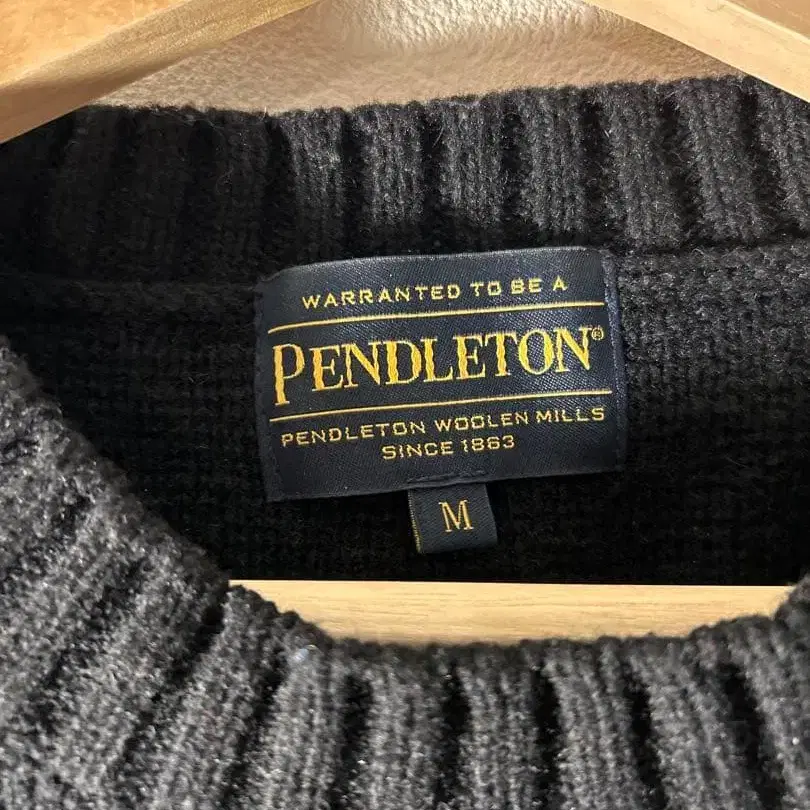 WARRANTED TO BE A
PENDLETON®
PENDLETON WOOLEN MILLS
SINCE 1863
M